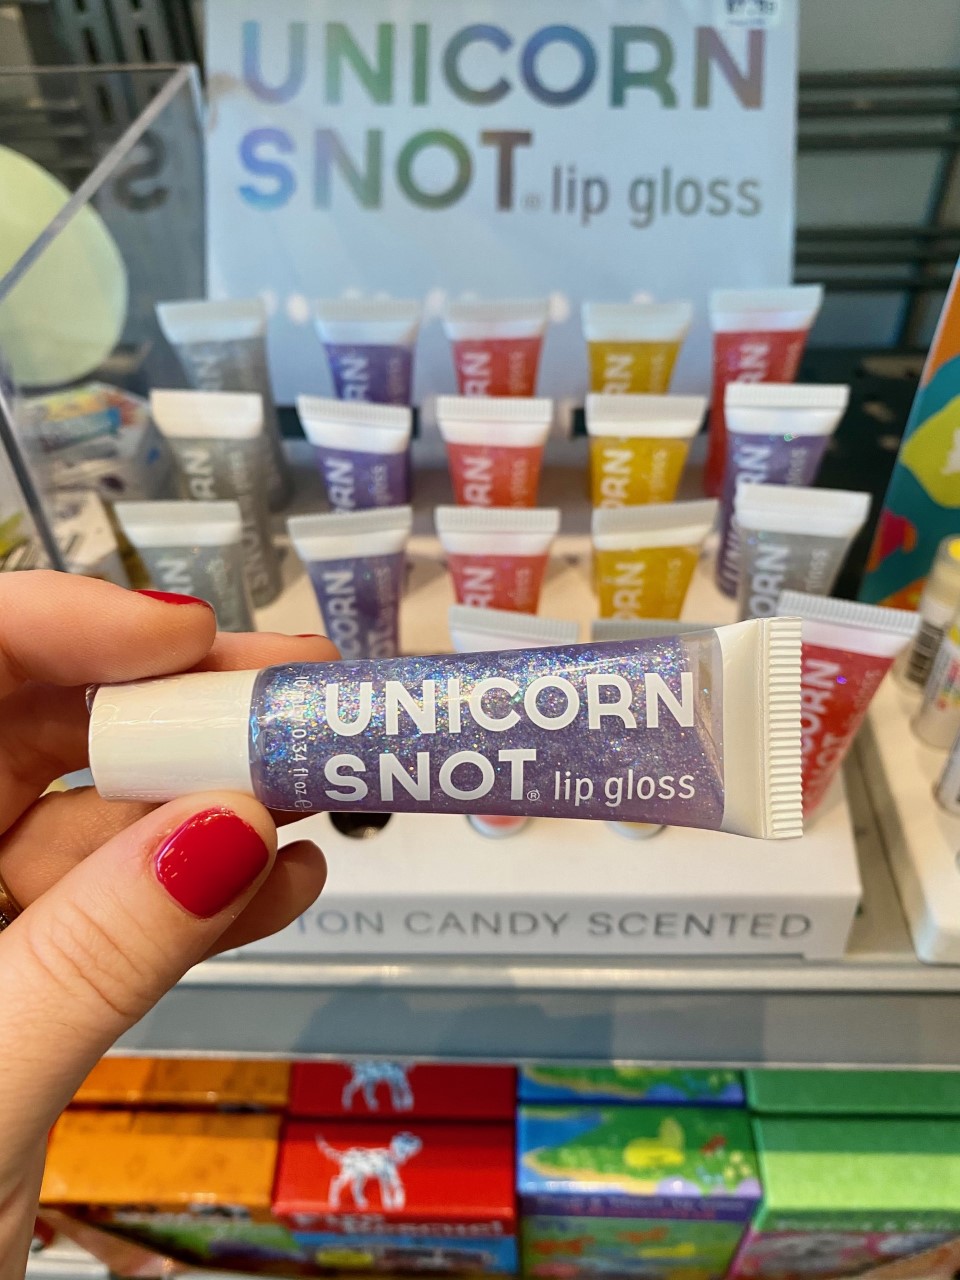 UNICORN
SNOT® lip gloss
UNICORN
SNOT® lip gloss
0.34 fl oz
TON CANDY SCENTED